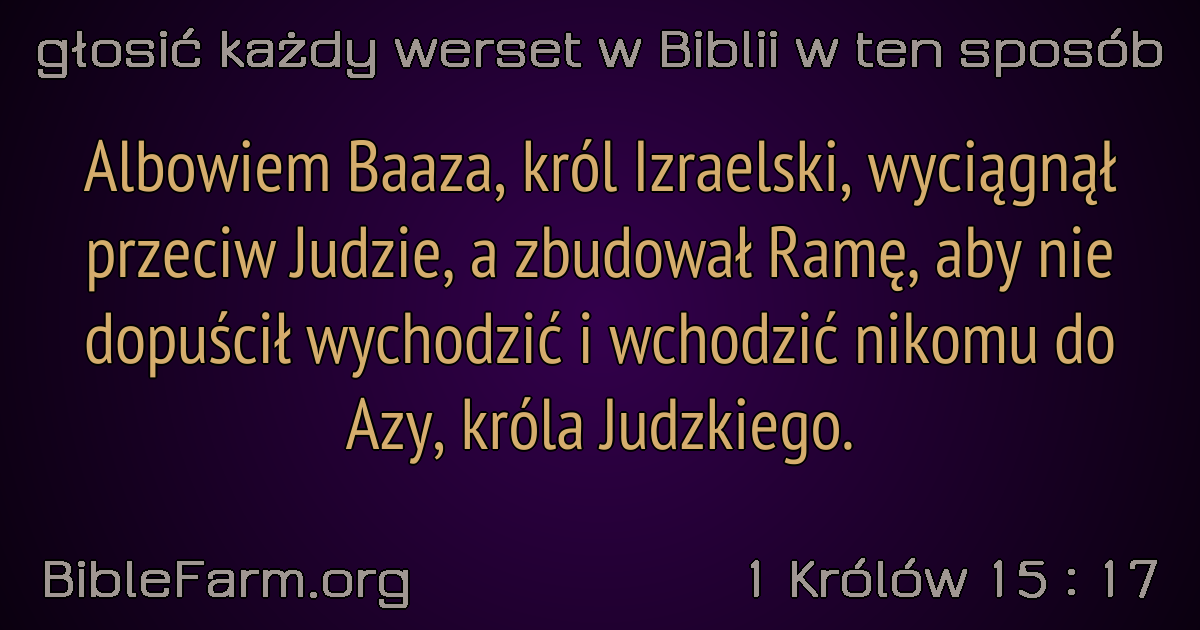 głosić każdy werset w Biblii w ten sposób
Albowiem Baaza, król Izraelski, wyciągnął
przeciw Judzie, a zbudował Ramę, aby nie
dopuścił wychodzić i wchodzić nikomu do
Azy, króla Judzkiego.
BibleFarm.org
1 Królów 15 : 17